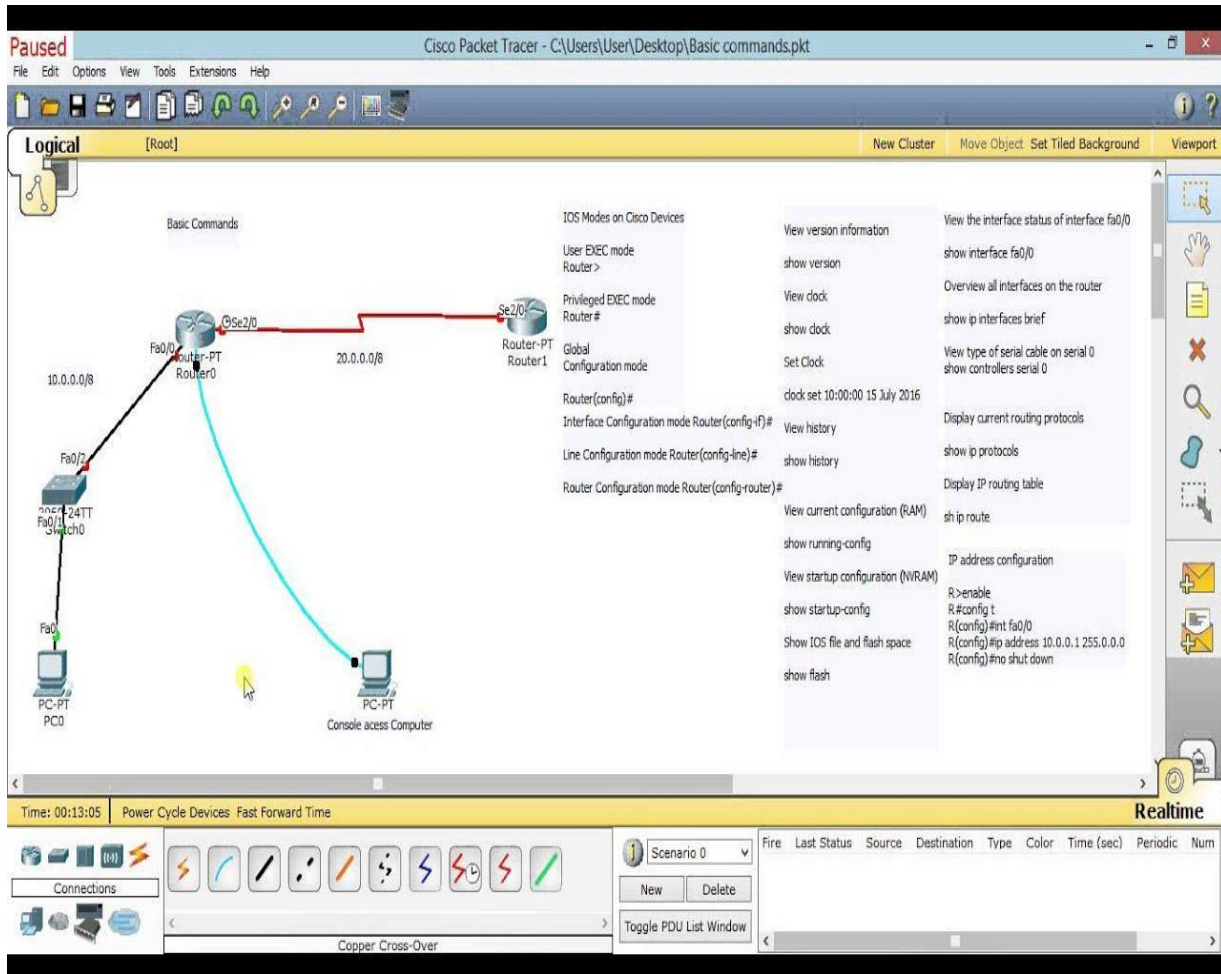 Paused
Cisco Packet Tracer - C:\Users\User\Desktop\Basic commands.pkt
File Edit Options View Tools Extensions Help
Logical
[Root]
New Cluster
Move Object
Set Tiled Background
Viewport
Basic Commands
Se2/0
Fa0/0
Router-PT
Router0
10.0.0.0/8
20.0.0.0/8
Se2/0
Router-PT
Router1
Fa0/2
24TT
Fa0/1
Fa0
PC-PT
PC0
PC-PT
Console acess Computer
IOS Modes on Cisco Devices
User EXEC mode
Router>
Privileged EXEC mode
Router#
Global
Configuration mode
Router(config)#
Interface Configuration mode Router(config-if)#
Line Configuration mode Router(config-line)#
Router Configuration mode Router(config-router)#
View version information
show version
View clock
show clock
Set Clock
clock set 10:00:00 15 July 2016
View history
show history
View current configuration (RAM)
show running-config
View startup configuration (NVRAM)
show startup-config
Show IOS file and flash space
show flash
View the interface status of interface fa0/0
show interface fa0/0
Overview all interfaces on the router
show ip interfaces brief
View type of serial cable on serial 0
show controllers serial 0
Display current routing protocols
show ip protocols
Display IP routing table
sh ip route
IP address configuration
R>enable
R#config t
R(config)#int fa0/0
R(config)#ip address 10.0.0.1 255.0.0.0
R(config)#no shut down
Time: 00:13:05
Power Cycle Devices Fast Forward Time
Realtime
Connections
Copper Cross-Over
Scenario 0
New
Delete
Toggle PDU List Window
Fire Last Status Source Destination Type Color Time (sec) Periodic Num